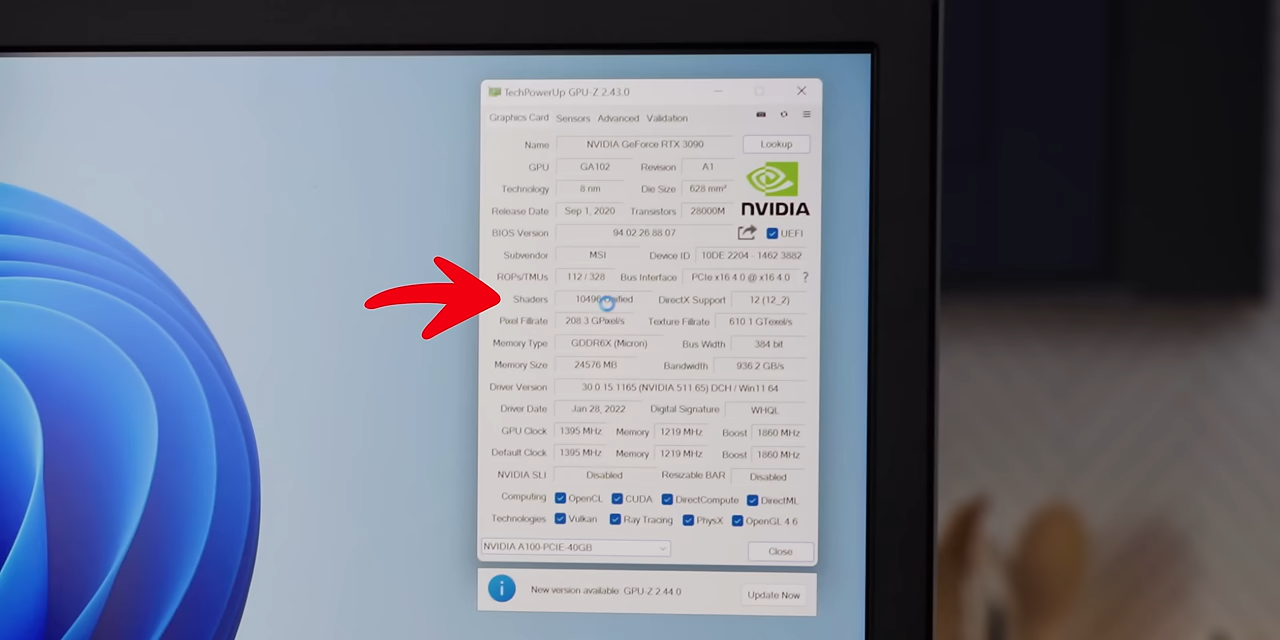 TechPowerUp GPU-Z 2.43.0
Graphics Card Sensors Advanced Validation
Name NVIDIA GeForce RTX 3090 Lookup
GPU GA102 Revision A1
Technology 8 nm Die Size 628 mm²
Release Date Sep 1, 2020 Transistors 28000M
NVIDIA
BIOS Version 94.02.26.88.07 UEFI
Subvendor MSI Device ID 10DE 2204 - 1462 3882
ROPs/TMUs 112 / 328 Bus Interface PCIe x16 4.0 @ x16 4.0 ?
Shaders 10496 DirectX Support 12 (12_2)
Pixel Fillrate 208.3 GPixel/s Texture Fillrate 610.1 GTexel/s
Memory Type GDDR6X (Micron) Bus Width 384 bit
Memory Size 24576 MB Bandwidth 936.2 GB/s
Driver Version 30.0.15.1165 (NVIDIA 511.65) DCH / Win11 64
Driver Date Jan 28, 2022 Digital Signature WHQL
GPU Clock 1395 MHz Memory 1219 MHz Boost 1860 MHz
Default Clock 1395 MHz Memory 1219 MHz Boost 1860 MHz
NVIDIA SLI Disabled Resizable BAR Disabled
Computing OpenCL CUDA DirectCompute DirectML
Technologies Vulkan Ray Tracing PhysX OpenGL 4.6
NVIDIA A100-PCIE-40GB Close
i New version available: GPU-Z 2.44.0 Update Now